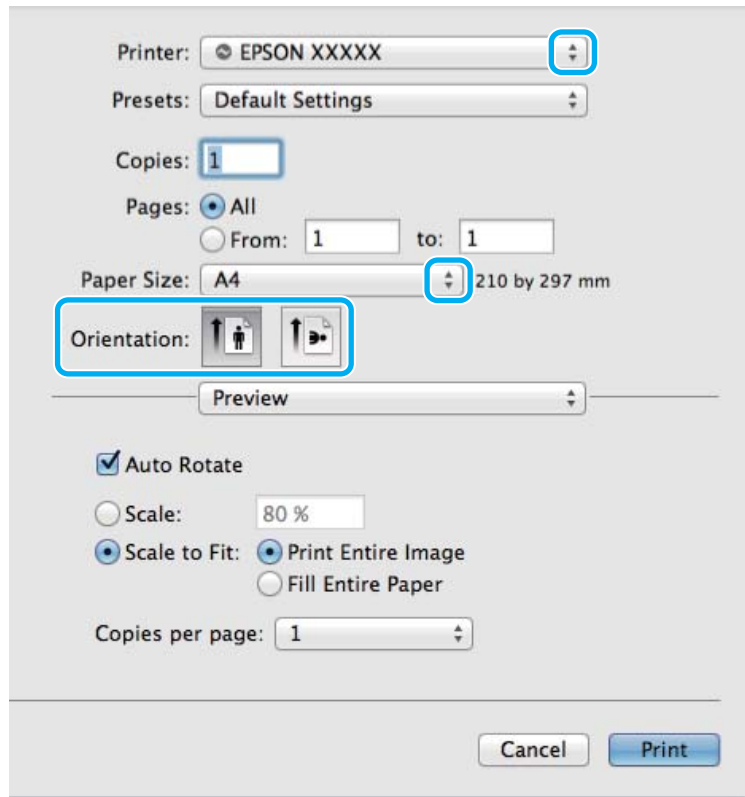 Printer: EPSON XXXXX
Presets: Default Settings
Copies: 1
Pages: All
From: 1 to: 1
Paper Size: A4 210 by 297 mm
Orientation:
Preview
Auto Rotate
Scale: 80 %
Scale to Fit: Print Entire Image
Fill Entire Paper
Copies per page: 1
Cancel Print